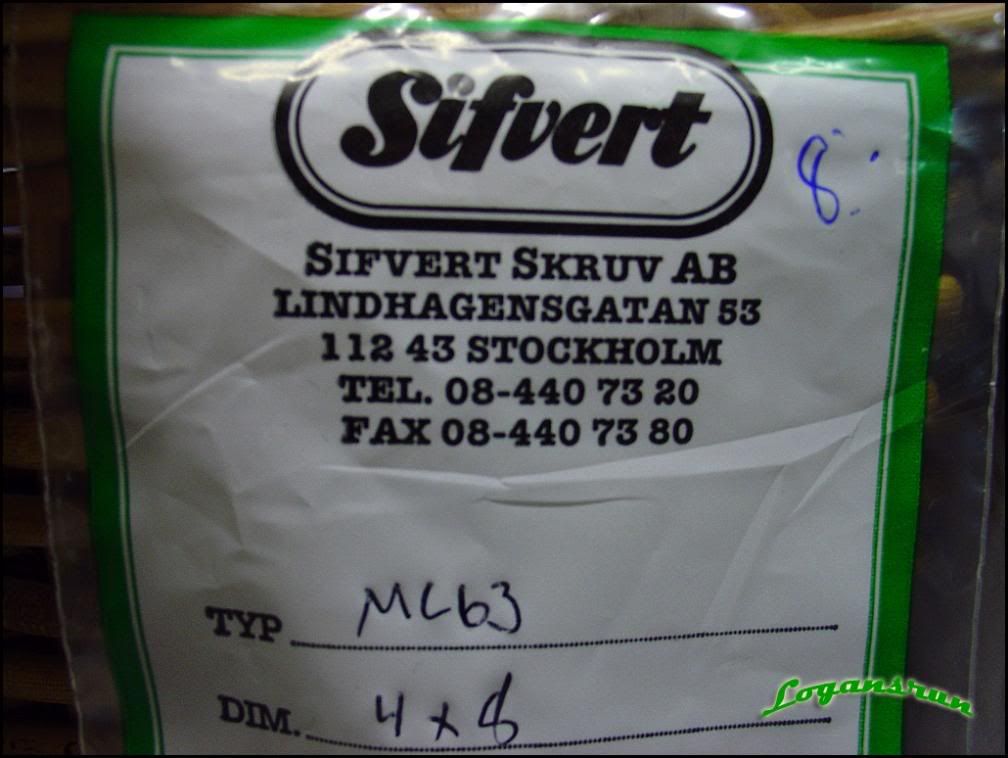 Sifvert
8
SIFVERT SKRUV AB
LINDHAGENSGATAN 53
112 43 STOCKHOLM
TEL. 08-440 73 20
FAX 08-440 73 80
TYP MC63
DIM. 4 x 8
Logansrun